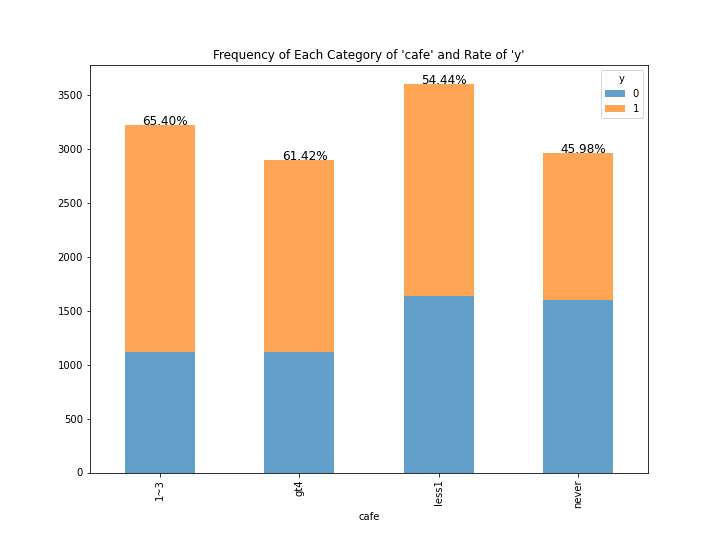 Frequency of Each Category of 'cafe' and Rate of 'y'
y
0
1
65.40%
61.42%
54.44%
45.98%
3500
3000
2500
2000
1500
1000
500
0
1~3
gt4
less1
never
cafe